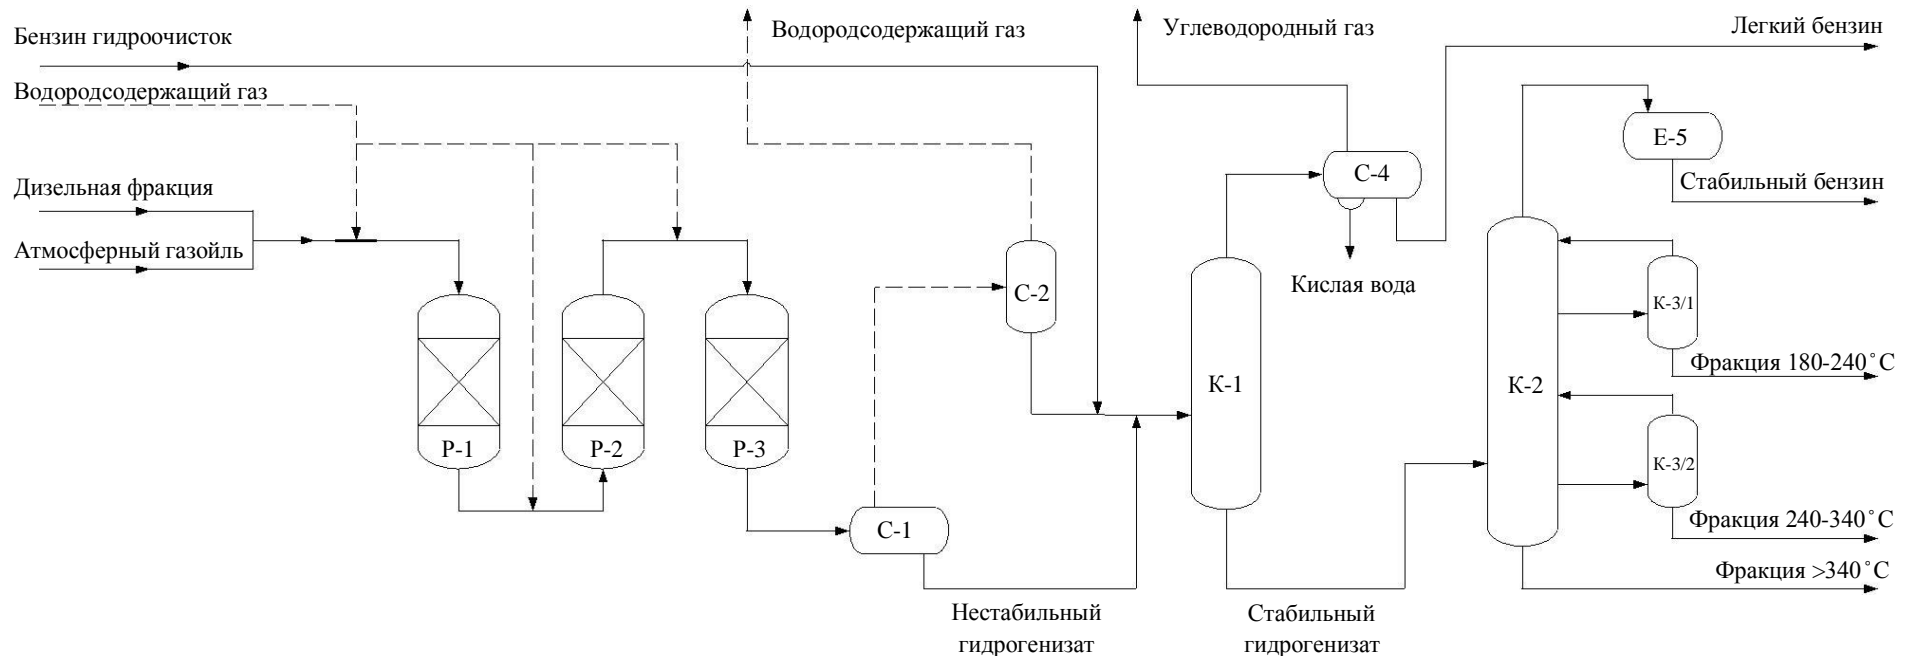 Бензин гидроочисток
Водородсодержащий газ
Углеводородный газ
Легкий бензин
Водородсодержащий газ
Е-5
Дизельная фракция
С-4
Стабильный бензин
Атмосферный газойль
Кислая вода
С-2
К-3/1
Фракция 180-240˚С
К-1
К-2
Р-1
Р-2
Р-3
К-3/2
С-1
Фракция 240-340˚С
Фракция >340˚С
Нестабильный
гидрогенизат
Стабильный
гидрогенизат